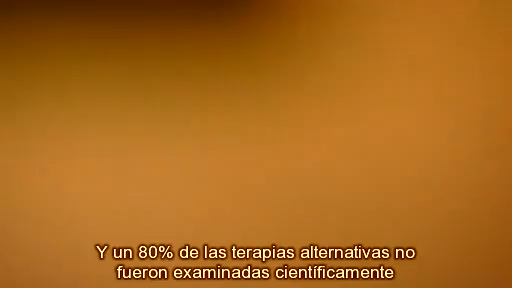 Y un 80% de las terapias alternativas no
fueron examinadas científicamente